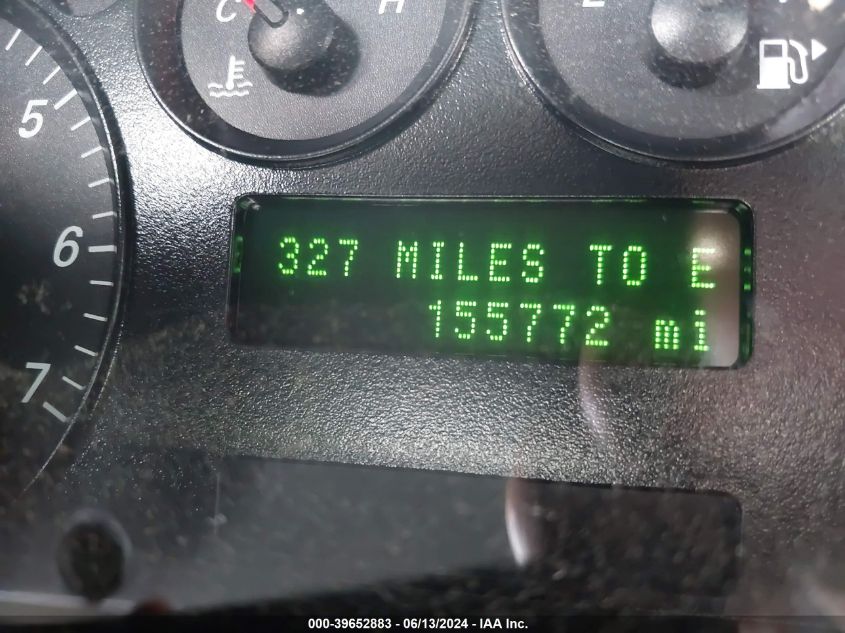 C H
5
6
7
327 MILES TO E
155772 mi
000-39652883 - 06/13/2024 - IAA Inc.